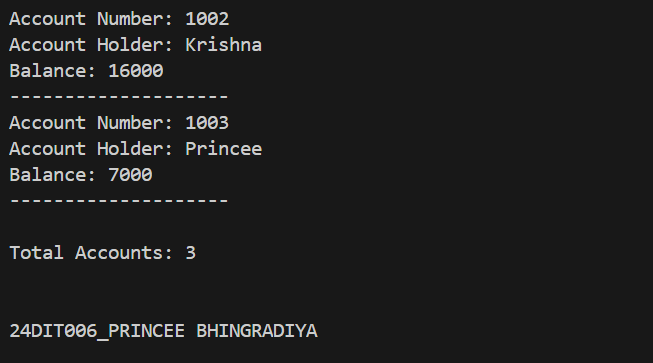 Account Number: 1002
Account Holder: Krishna
Balance: 16000
--------------------
Account Number: 1003
Account Holder: Princee
Balance: 7000
--------------------
Total Accounts: 3
24DIT006_PRINCEE BHINGRADIYA